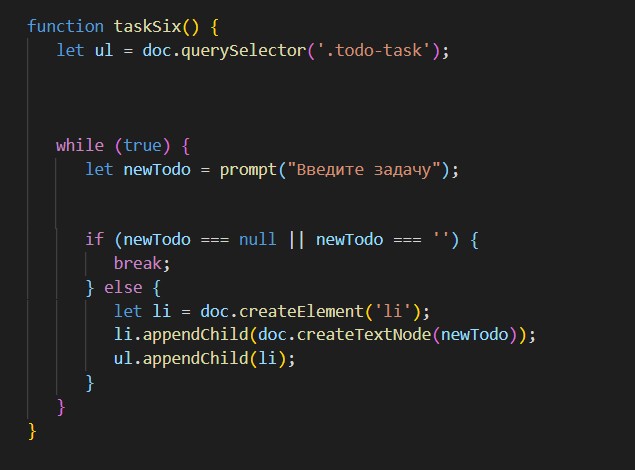 function taskSix() {
let ul = doc.querySelector('.todo-task');
while (true) {
let newTodo = prompt("Введите задачу");
if (newTodo === null || newTodo === '') {
break;
} else {
let li = doc.createElement('li');
li.appendChild(doc.createTextNode(newTodo));
ul.appendChild(li);
}
}
}